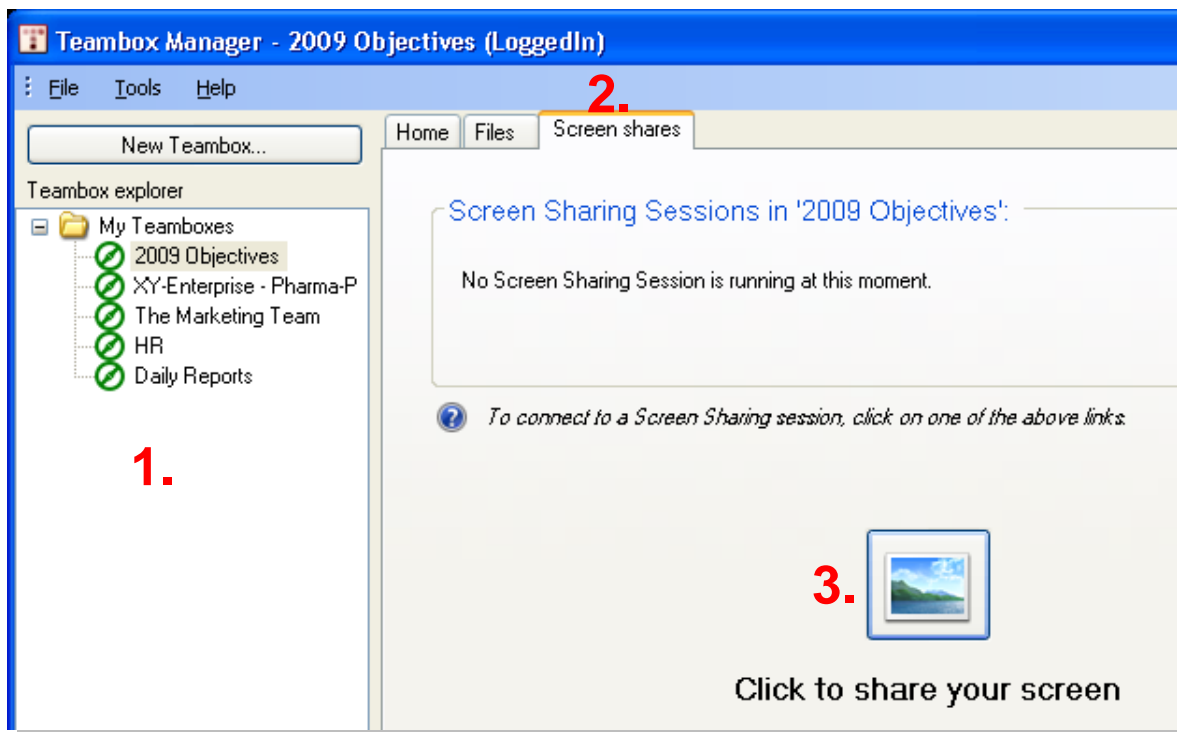 Teambox Manager - 2009 Objectives (LoggedIn)
File Tools Help
2.
New Teambox...
Home Files Screen shares
Teambox explorer
My Teamboxes
2009 Objectives
XY-Enterprise - Pharma-P
The Marketing Team
HR
Daily Reports
1.
Screen Sharing Sessions in '2009 Objectives':
No Screen Sharing Session is running at this moment.
To connect to a Screen Sharing session, click on one of the above links.
3.
Click to share your screen